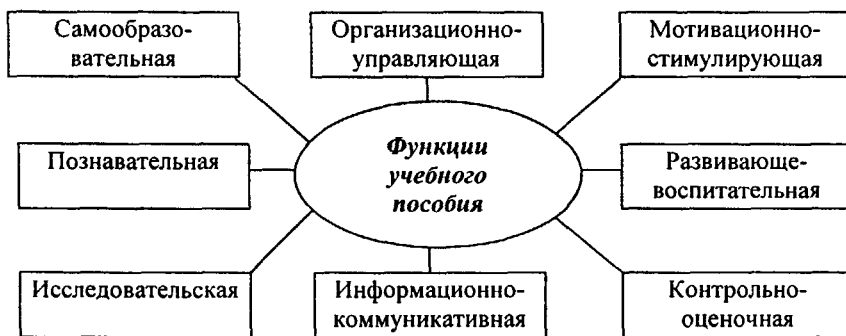 Самообразо-
вательная
Организационно-
управляющая
Мотивационно-
стимулирующая
Познавательная
Функции
учебного
пособия
Развивающе-
воспитательная
Исследовательская
Информационно-
коммуникативная
Контрольно-
оценочная